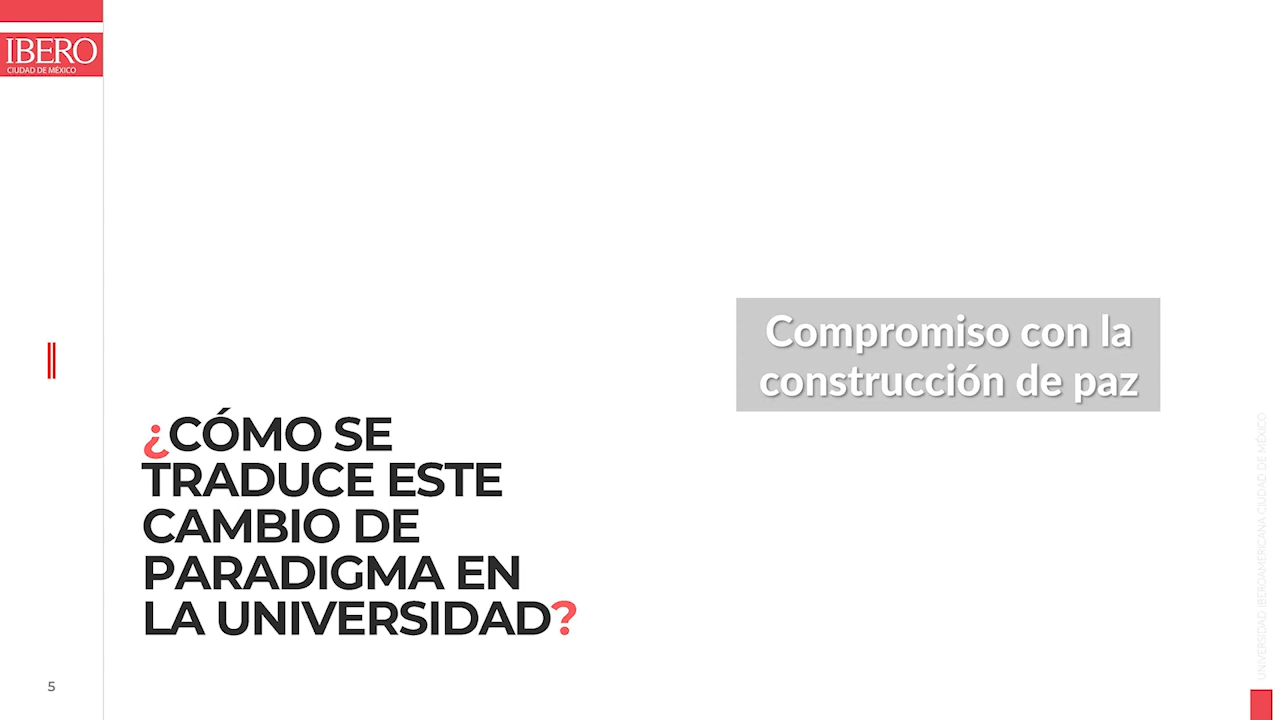 IBERO
CIUDAD DE MÉXICO
Compromiso con la
construcción de paz
¿CÓMO SE
TRADUCE ESTE
CAMBIO DE
PARADIGMA EN
LA UNIVERSIDAD?
5
UNIVERSIDAD IBEROAMERICANA CIUDAD DE MÉXICO